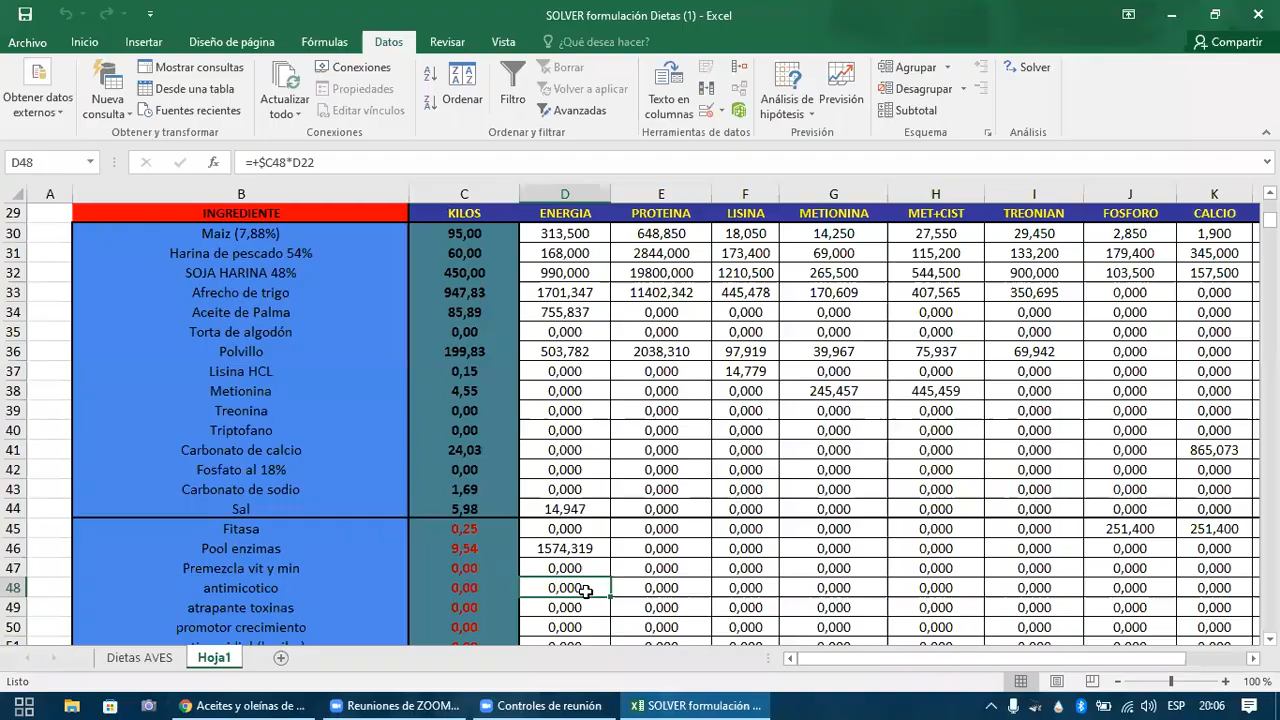 SOLVER formulación Dietas (1) - Excel
Archivo Inicio Insertar Diseño de página Fórmulas Datos Revisar Vista ¿Qué desea hacer? Compartir
Obtener datos externos
Nueva consulta
Mostrar consultas
Desde una tabla
Fuentes recientes
Obtener y transformar
Actualizar todo
Conexiones
Propiedades
Editar vínculos
Conexiones
Ordenar
Filtro
Borrar
Volver a aplicar
Avanzadas
Ordenar y filtrar
Texto en columnas
Herramientas de datos
Análisis de hipótesis
Previsión
Previsión
Agrupar
Desagrupar
Subtotal
Esquema
Solver
Análisis
D48 fx =+$C48*D22
A B C D E F G H I J K
29 INGREDIENTE KILOS ENERGIA PROTEINA LISINA METIONINA MET+CIST TREONIAN FOSFORO CALCIO
30 Maiz (7,88%) 95,00 313,500 648,850 18,050 14,250 27,550 29,450 2,850 1,900
31 Harina de pescado 54% 60,00 168,000 2844,000 173,400 69,000 115,200 133,200 179,400 345,000
32 SOJA HARINA 48% 450,00 990,000 19800,000 1210,500 265,500 544,500 900,000 103,500 157,500
33 Afrecho de trigo 947,83 1701,347 11402,342 445,478 170,609 407,565 350,695 0,000 0,000
34 Aceite de Palma 85,89 755,837 0,000 0,000 0,000 0,000 0,000 0,000 0,000
35 Torta de algodón 0,00 0,000 0,000 0,000 0,000 0,000 0,000 0,000 0,000
36 Polvillo 199,83 503,782 2038,310 97,919 39,967 75,937 69,942 0,000 0,000
37 Lisina HCL 0,15 0,000 0,000 14,779 0,000 0,000 0,000 0,000 0,000
38 Metionina 4,55 0,000 0,000 0,000 245,457 445,459 0,000 0,000 0,000
39 Treonina 0,00 0,000 0,000 0,000 0,000 0,000 0,000 0,000 0,000
40 Triptofano 0,00 0,000 0,000 0,000 0,000 0,000 0,000 0,000 0,000
41 Carbonato de calcio 24,03 0,000 0,000 0,000 0,000 0,000 0,000 0,000 865,073
42 Fosfato al 18% 0,00 0,000 0,000 0,000 0,000 0,000 0,000 0,000 0,000
43 Carbonato de sodio 1,69 0,000 0,000 0,000 0,000 0,000 0,000 0,000 0,000
44 Sal 5,98 14,947 0,000 0,000 0,000 0,000 0,000 0,000 0,000
45 Fitasa 0,25 0,000 0,000 0,000 0,000 0,000 0,000 251,400 251,400
46 Pool enzimas 9,54 1574,319 0,000 0,000 0,000 0,000 0,000 0,000 0,000
47 Premezcla vit y min 0,00 0,000 0,000 0,000 0,000 0,000 0,000 0,000 0,000
48 antimicotico 0,00 0,000 0,000 0,000 0,000 0,000 0,000 0,000 0,000
49 atrapante toxinas 0,00 0,000 0,000 0,000 0,000 0,000 0,000 0,000 0,000
50 promotor crecimiento 0,00 0,000 0,000 0,000 0,000 0,000 0,000 0,000 0,000
Dietas AVES Hoja1
Listo 100 %
Aceites y oleínas de ... Reuniones de ZOOM... Controles de reunión SOLVER formulación ... ESP 20:06